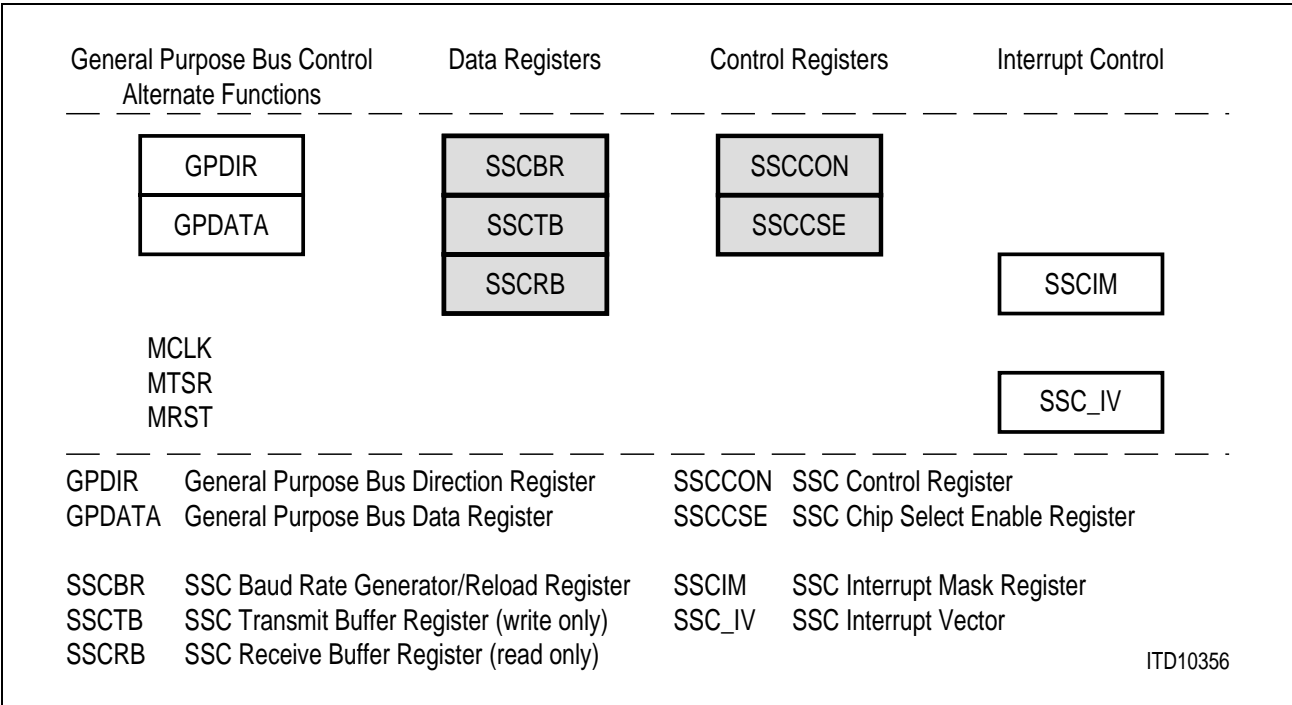 General Purpose Bus Control Data Registers Control Registers Interrupt Control
Alternate Functions
GPDIR SSCBR SSCCON
GPDATA SSCTB SSCCSE
SSCRB SSCIM
MCLK
MTSR SSC_IV
MRST
GPDIR General Purpose Bus Direction Register SSCCON SSC Control Register
GPDATA General Purpose Bus Data Register SSCCSE SSC Chip Select Enable Register
SSCBR SSC Baud Rate Generator/Reload Register SSCIM SSC Interrupt Mask Register
SSCTB SSC Transmit Buffer Register (write only) SSC_IV SSC Interrupt Vector
SSCRB SSC Receive Buffer Register (read only) ITD10356